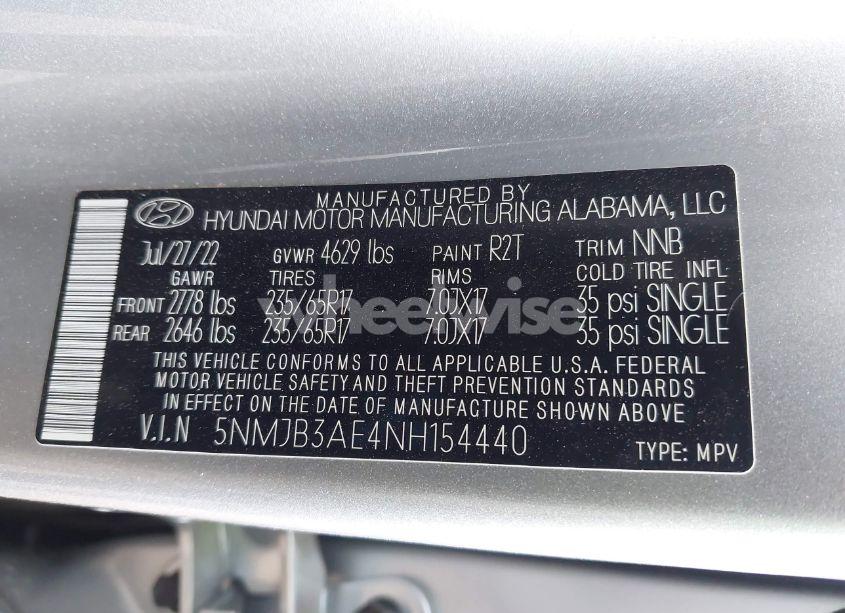 MANUFACTURED BY
HYUNDAI MOTOR MANUFACTURING ALABAMA, LLC
Jul/27/22 GVWR 4629 lbs PAINT R2T TRIM NNB
GAWR TIRES RIMS COLD TIRE INFL
FRONT 2778 lbs 235/65R17 7.0JX17 35 psi SINGLE
REAR 2646 lbs 235/65R17 7.0JX17 35 psi SINGLE
wheelwise
THIS VEHICLE CONFORMS TO ALL APPLICABLE U.S.A. FEDERAL
MOTOR VEHICLE SAFETY AND THEFT PREVENTION STANDARDS
IN EFFECT ON THE DATE OF MANUFACTURE SHOWN ABOVE.
V.I.N 5NMJB3AE4NH154440
TYPE: MPV